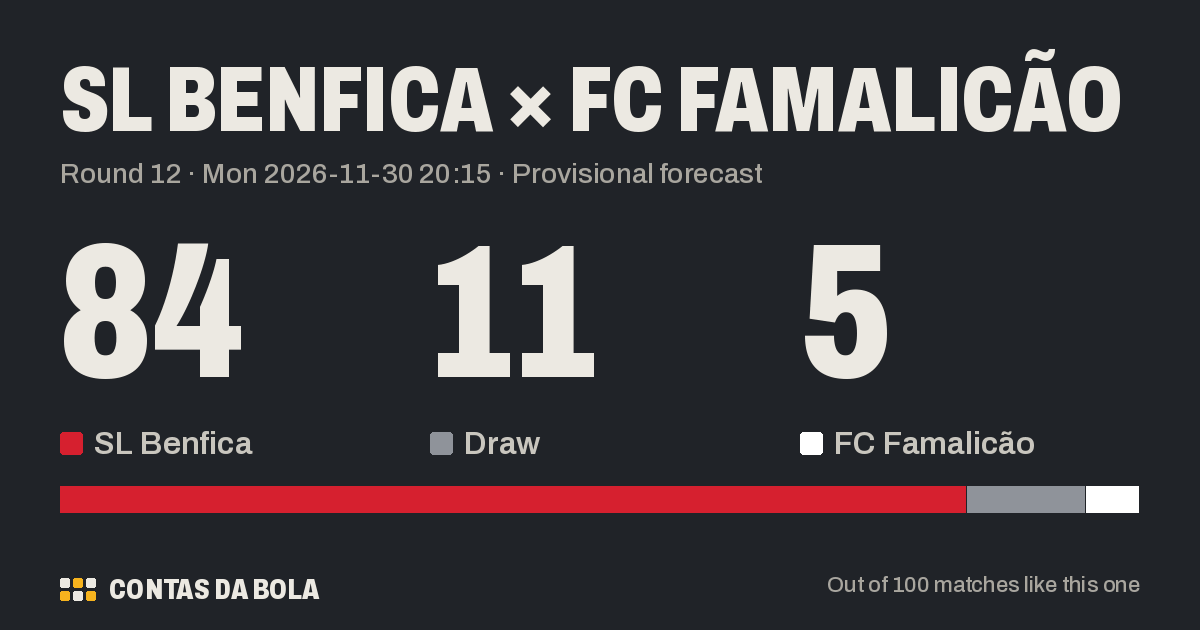 SL BENFICA × FC FAMALICÃO
Round 12 · Mon 2026-11-30 20:15 · Provisional forecast
84 11 5
SL Benfica Draw FC Famalicão
CONTAS DA BOLA Out of 100 matches like this one